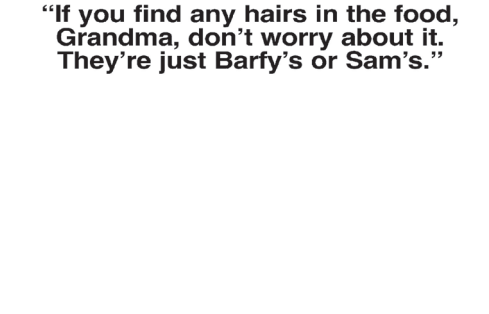 “If you find any hairs in the food,
Grandma, don’t worry about it.
They’re just Barfy’s or Sam’s.”